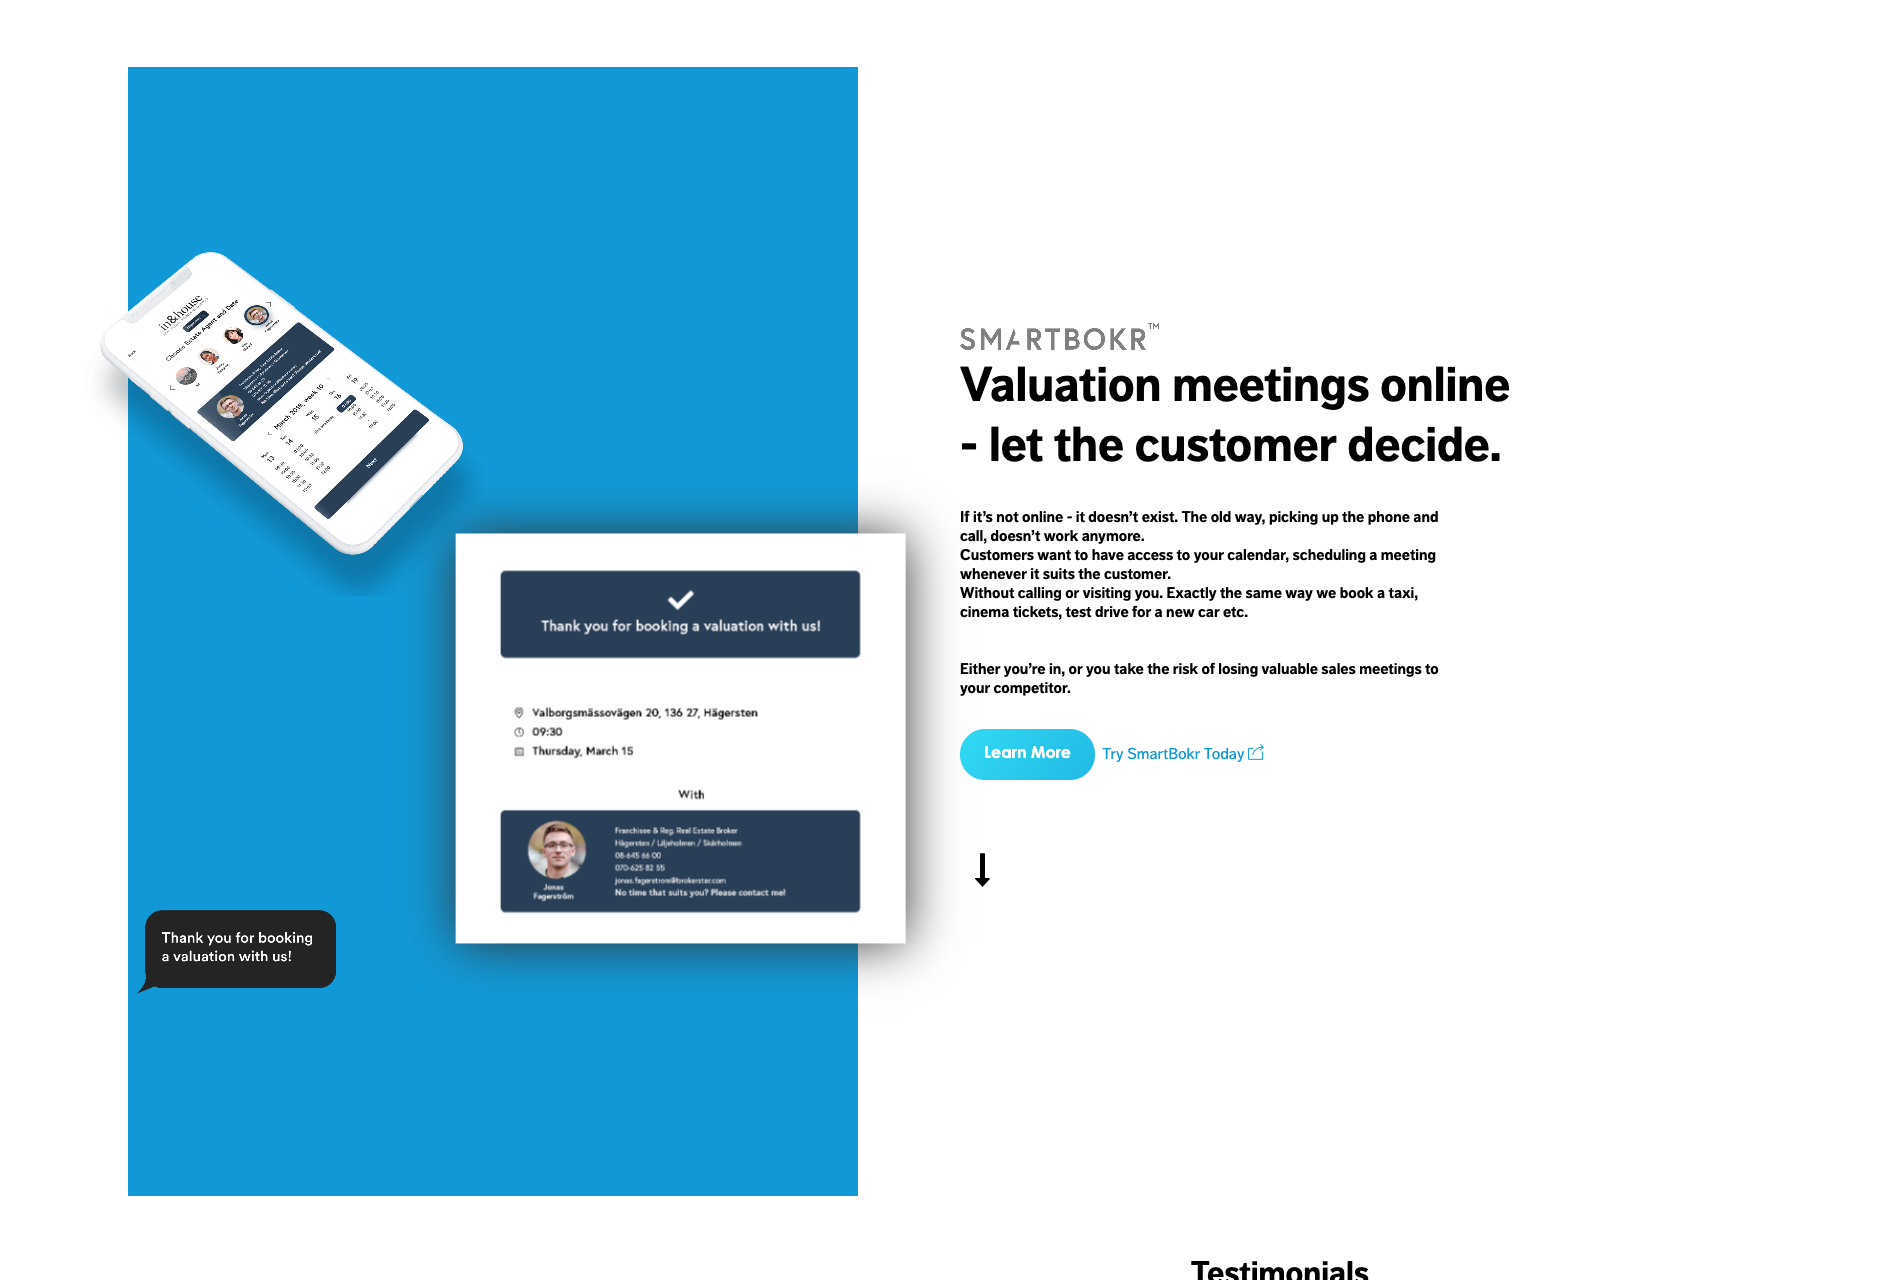 in&house
Choose Estate Agent and Date
March 2018, week 10
Next
Thank you for booking a valuation with us!
Valborgsmässovägen 20, 136 27, Hägersten
09:30
Thursday, March 15
With
Franchisee & Reg. Real Estate Broker
Hägersten / Liljeholmen / Skärholmen
08-645 66 00
070-625 82 55
jonas.fagerstrom@brokerstar.com
No time that suits you? Please contact me!
Jonas
Fagerström
Thank you for booking
a valuation with us!
SMARTBOKR™
Valuation meetings online
- let the customer decide.
If it’s not online - it doesn’t exist. The old way, picking up the phone and
call, doesn’t work anymore.
Customers want to have access to your calendar, scheduling a meeting
whenever it suits the customer.
Without calling or visiting you. Exactly the same way we book a taxi,
cinema tickets, test drive for a new car etc.
Either you’re in, or you take the risk of losing valuable sales meetings to
your competitor.
Learn More
Try SmartBokr Today
Testimonials